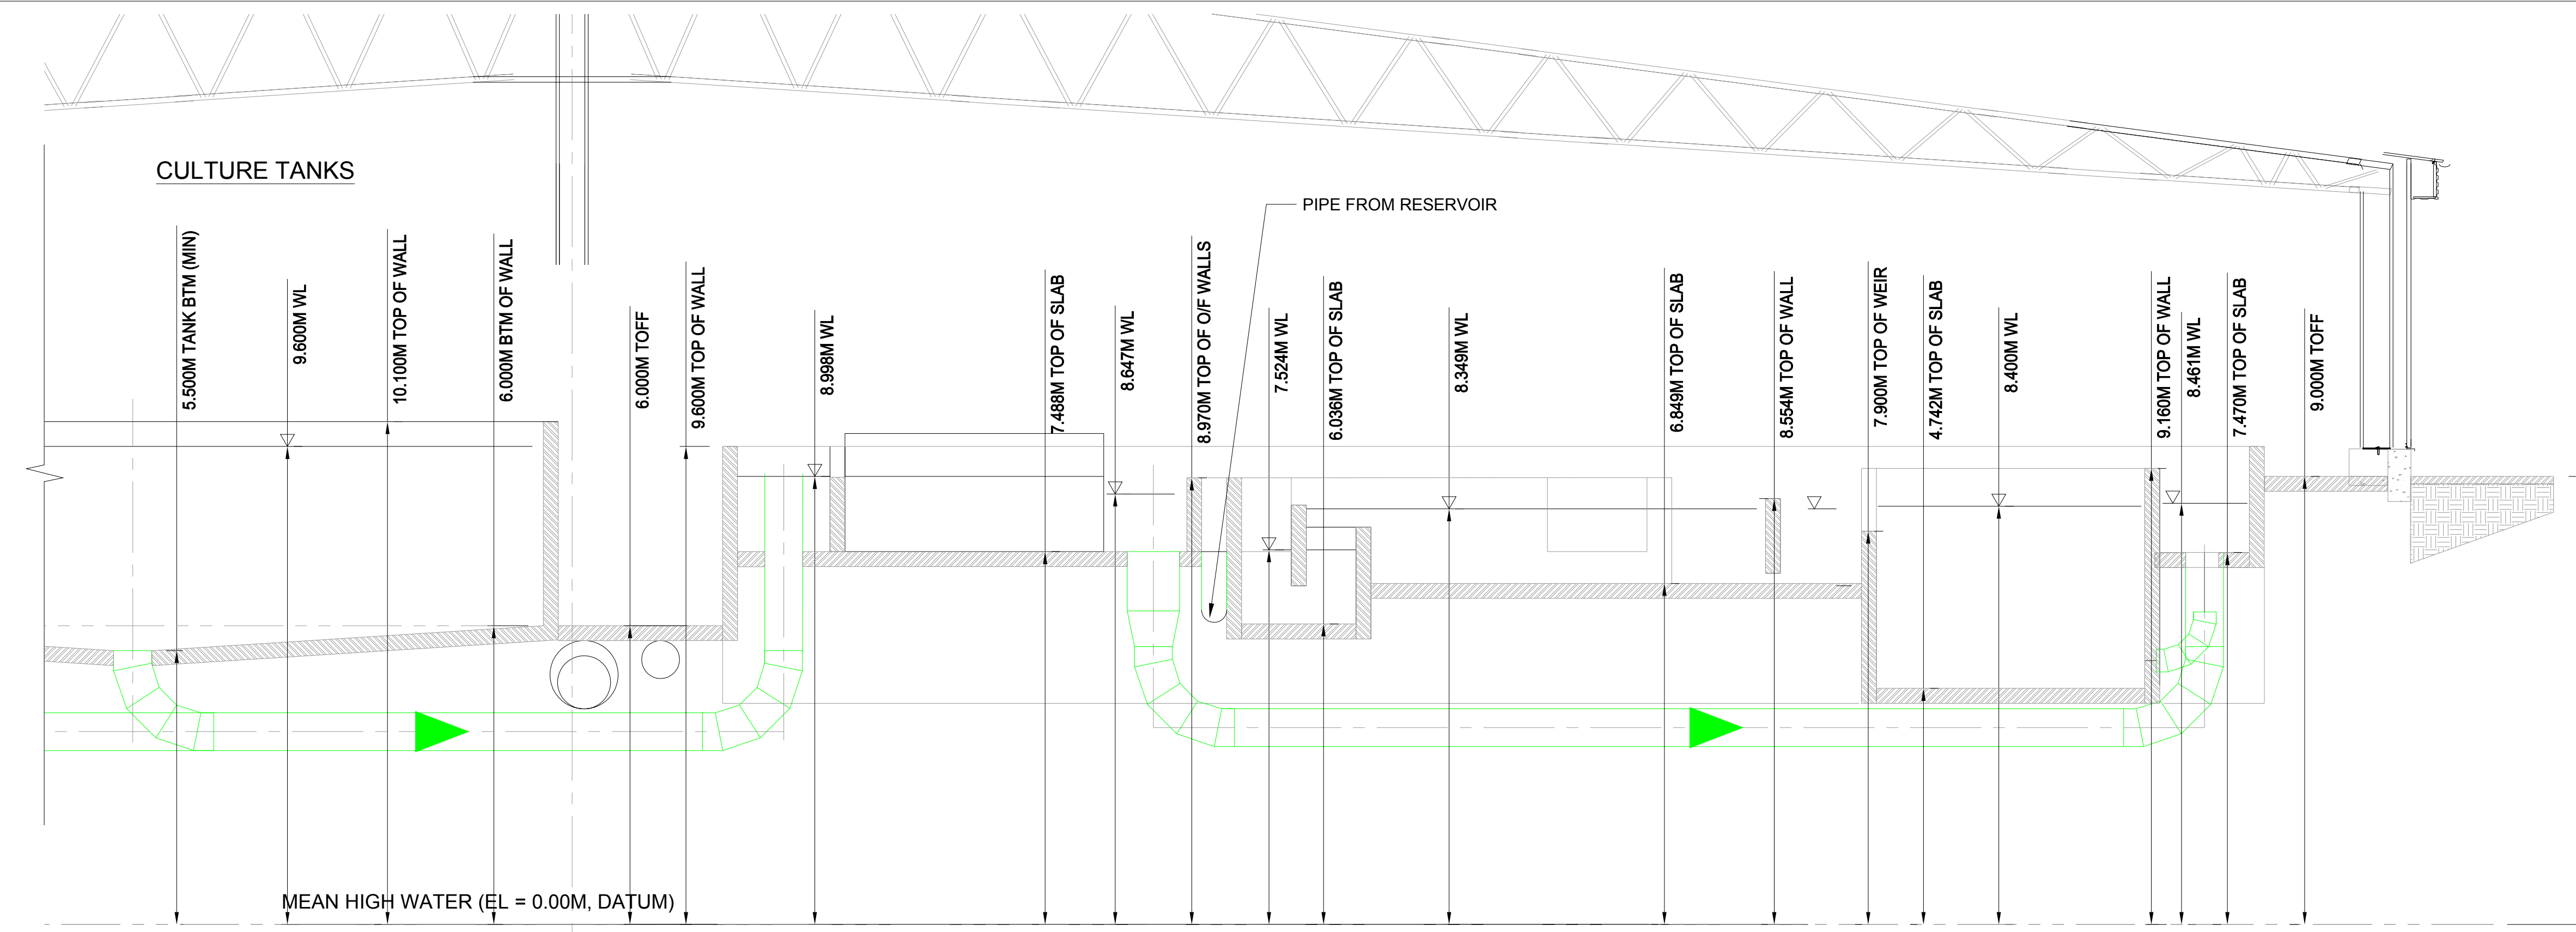 CULTURE TANKS
PIPE FROM RESERVOIR
5.500M TANK BTM (MIN)
9.600M WL
10.100M TOP OF WALL
6.000M BTM OF WALL
6.000M TOFF
9.600M TOP OF WALL
8.998M WL
7.488M TOP OF SLAB
8.647M WL
8.970M TOP OF O/F WALLS
7.524M WL
6.036M TOP OF SLAB
8.349M WL
6.849M TOP OF SLAB
8.554M TOP OF WALL
7.900M TOP OF WEIR
4.742M TOP OF SLAB
8.400M WL
9.160M TOP OF WALL
8.461M WL
7.470M TOP OF SLAB
9.000M TOFF
MEAN HIGH WATER (EL = 0.00M, DATUM)